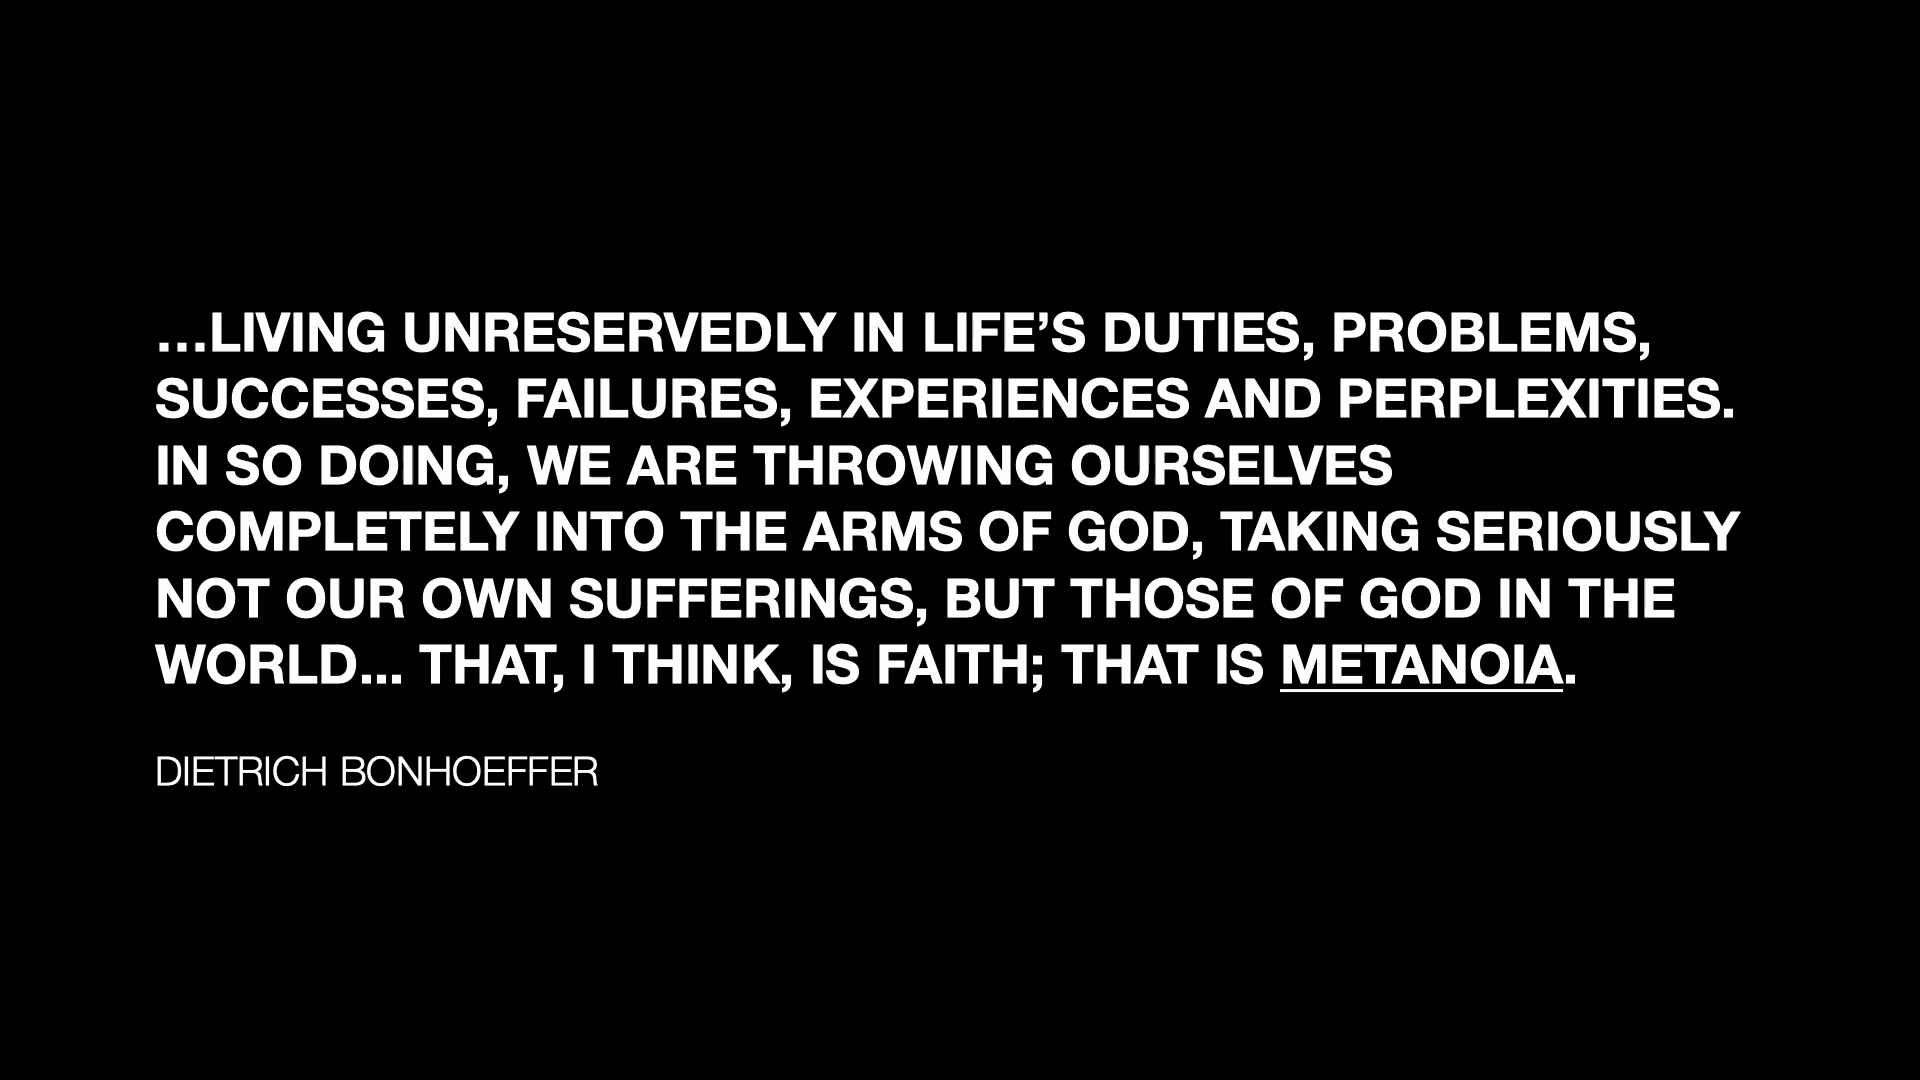 …LIVING UNRESERVEDLY IN LIFE’S DUTIES, PROBLEMS,
SUCCESSES, FAILURES, EXPERIENCES AND PERPLEXITIES.
IN SO DOING, WE ARE THROWING OURSELVES
COMPLETELY INTO THE ARMS OF GOD, TAKING SERIOUSLY
NOT OUR OWN SUFFERINGS, BUT THOSE OF GOD IN THE
WORLD... THAT, I THINK, IS FAITH; THAT IS METANOIA.
DIETRICH BONHOEFFER